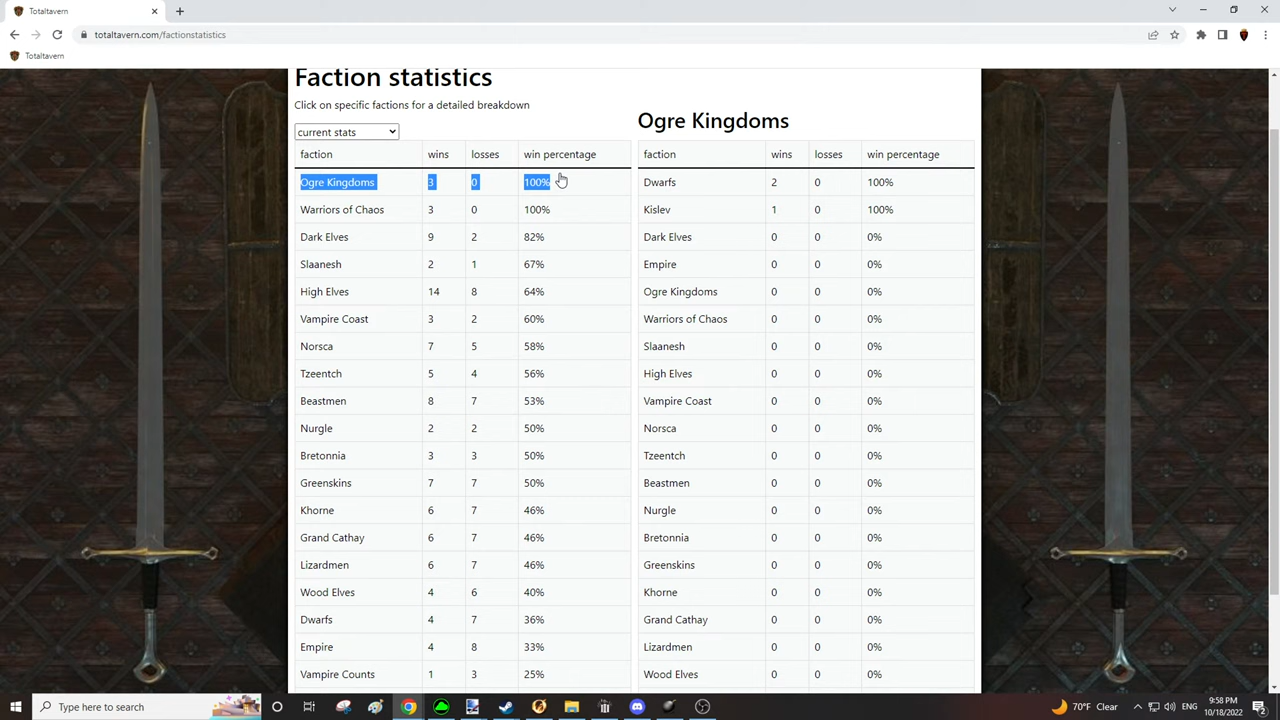 Totaltavern
totaltavern.com/factionstatistics
Totaltavern
Faction statistics
Click on specific factions for a detailed breakdown
current stats
faction wins losses win percentage
Ogre Kingdoms 3 0 100%
Warriors of Chaos 3 0 100%
Dark Elves 9 2 82%
Slaanesh 2 1 67%
High Elves 14 8 64%
Vampire Coast 3 2 60%
Norsca 7 5 58%
Tzeentch 5 4 56%
Beastmen 8 7 53%
Nurgle 2 2 50%
Bretonnia 3 3 50%
Greenskins 7 7 50%
Khorne 6 7 46%
Grand Cathay 6 7 46%
Lizardmen 6 7 46%
Wood Elves 4 6 40%
Dwarfs 4 7 36%
Empire 4 8 33%
Vampire Counts 1 3 25%
Ogre Kingdoms
faction wins losses win percentage
Dwarfs 2 0 100%
Kislev 1 0 100%
Dark Elves 0 0 0%
Empire 0 0 0%
Ogre Kingdoms 0 0 0%
Warriors of Chaos 0 0 0%
Slaanesh 0 0 0%
High Elves 0 0 0%
Vampire Coast 0 0 0%
Norsca 0 0 0%
Tzeentch 0 0 0%
Beastmen 0 0 0%
Nurgle 0 0 0%
Bretonnia 0 0 0%
Greenskins 0 0 0%
Khorne 0 0 0%
Grand Cathay 0 0 0%
Lizardmen 0 0 0%
Wood Elves 0 0 0%
Type here to search
70°F Clear
ENG
9:58 PM
10/18/2022
2